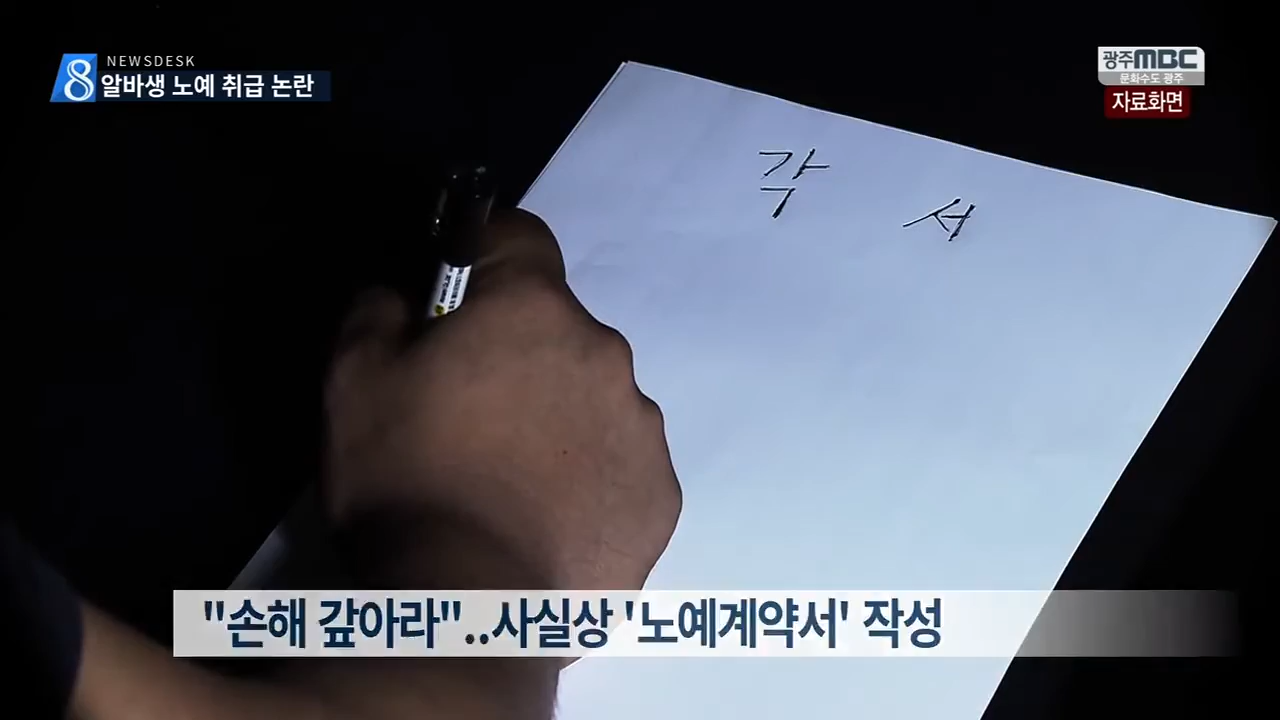 NEWSDESK
8 알바생 노예 취급 논란
광주MBC
문화수도 광주
자료화면
각 서
"손해 갚아라"..사실상 '노예계약서' 작성